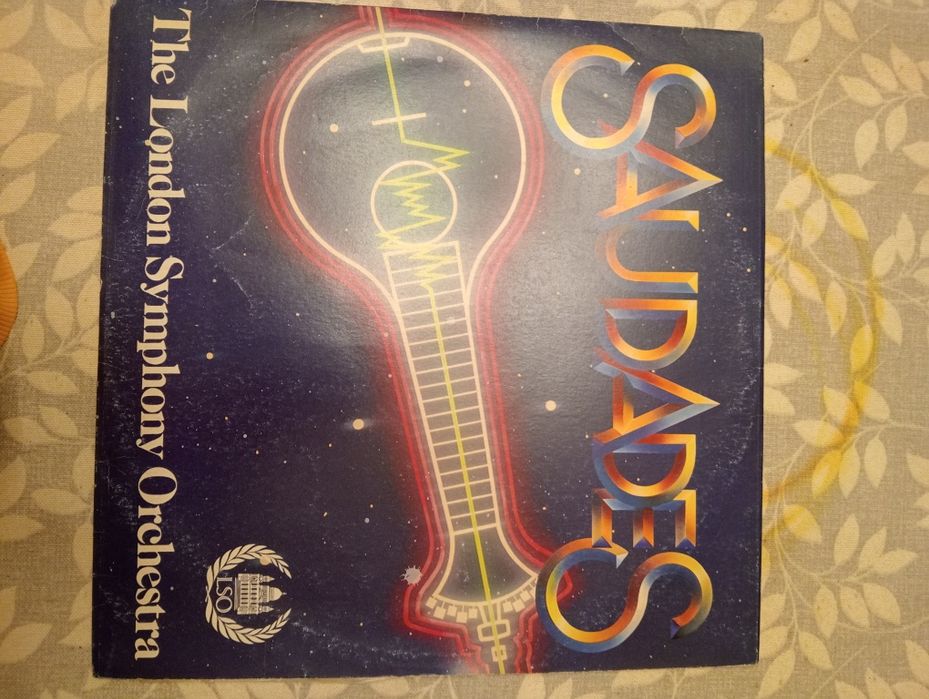 SAUDADES
LSO
The London Symphony Orchestra